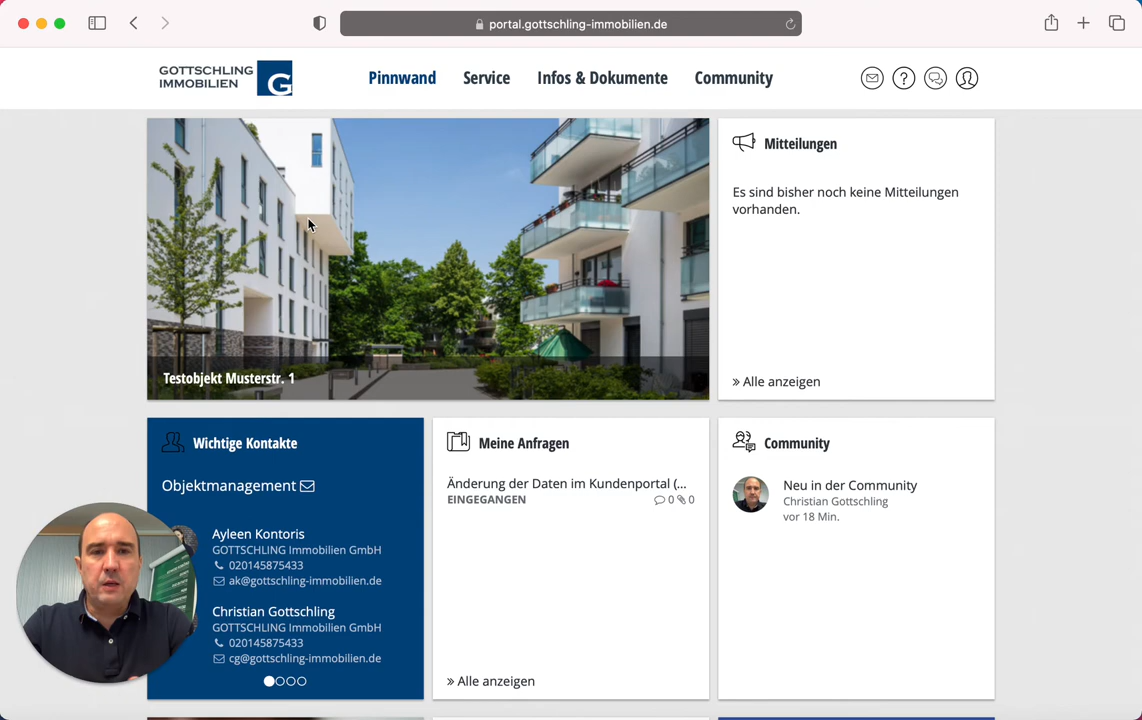 portal.gottschling-immobilien.de
GOTTSCHLING
IMMOBILIEN
G
Pinnwand
Service
Infos & Dokumente
Community
?
Testobjekt Musterstr. 1
Mitteilungen
Es sind bisher noch keine Mitteilungen
vorhanden.
» Alle anzeigen
Wichtige Kontakte
Objektmanagement
Ayleen Kontoris
GOTTSCHLING Immobilien GmbH
020145875433
ak@gottschling-immobilien.de
Christian Gottschling
GOTTSCHLING Immobilien GmbH
020145875433
cg@gottschling-immobilien.de
Meine Anfragen
Änderung der Daten im Kundenportal (...
EINGEGANGEN
0 0
» Alle anzeigen
Community
Neu in der Community
Christian Gottschling
vor 18 Min.